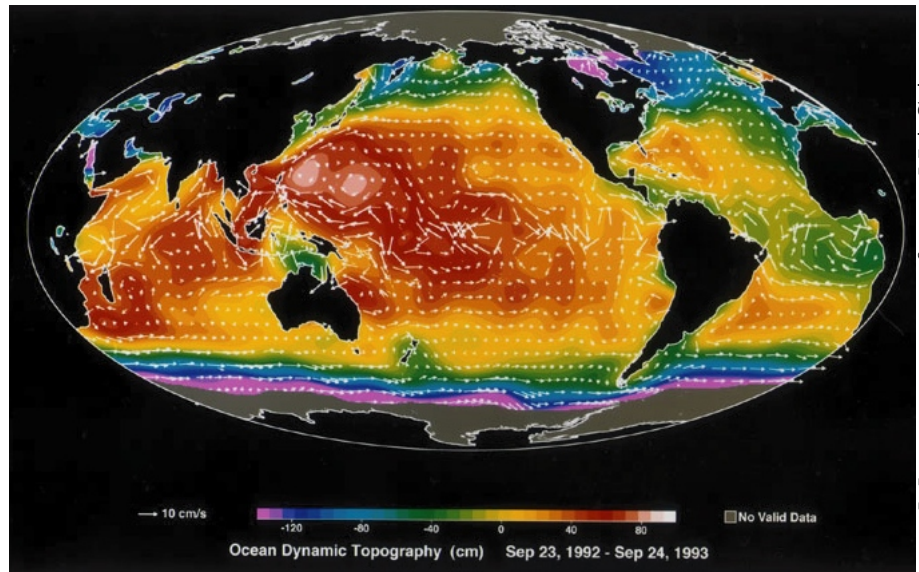 10 cm/s
-120 -80 -40 0 40 80
No Valid Data
Ocean Dynamic Topography (cm) Sep 23, 1992 - Sep 24, 1993